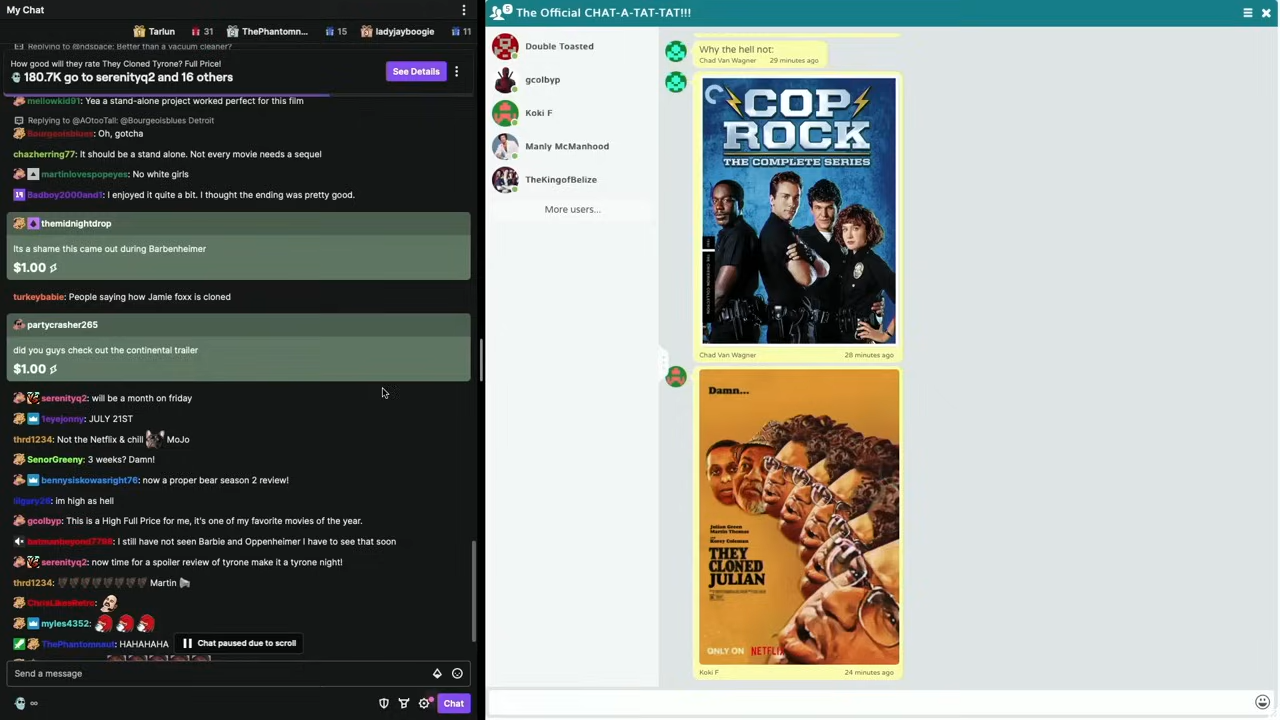 My Chat
Tarlun 31 ThePhantomn... 15 ladyjayboogie 11
Replying to @ndspace: Better than a vacuum cleaner?
How good will they rate They Cloned Tyrone? Full Price!
180.7K go to serenityq2 and 16 others
See Details
mellowkid91: Yea a stand-alone project worked perfect for this film
Replying to @AOtooTall: @Bourgeoisblues Detroit
Bourgeoisblues: Oh, gotcha
chazherring77: It should be a stand alone. Not every movie needs a sequel
martinlovespopeyes: No white girls
Badboy2000and1: I enjoyed it quite a bit. I thought the ending was pretty good.
themidnightdrop
Its a shame this came out during Barbenheimer
$1.00
turkeybabie: People saying how Jamie foxx is cloned
partycrasher265
did you guys check out the continental trailer
$1.00
serenityq2: will be a month on friday
1eyejonny: JULY 21ST
thrd1234: Not the Netflix & chill MoJo
SenorGreeny: 3 weeks? Damn!
bennysiskowasright76: now a proper bear season 2 review!
lilgary26: im high as hell
gcolbyp: This is a High Full Price for me, it's one of my favorite movies of the year.
: I still have not seen Barbie and Oppenheimer I have to see that soon
serenityq2: now time for a spoiler review of tyrone make it a tyrone night!
thrd1234: Martin
ChrisLikesRetro:
myles4352:
ThePhantomnaut: HAHAHAHA
Chat paused due to scroll
Send a message
Chat
The Official CHAT-A-TAT-TAT!!!
5
Double Toasted
gcolbyp
Koki F
Manly McManhood
TheKingofBelize
More users...
Why the hell not:
Chad Van Wagner 29 minutes ago
COP
ROCK
THE COMPLETE SERIES
Chad Van Wagner 28 minutes ago
Damn...
Julian Green
Martin Thomas
and
Korey Coleman
THEY
CLONED
JULIAN
ONLY ON NETFLIX
Koki F 24 minutes ago